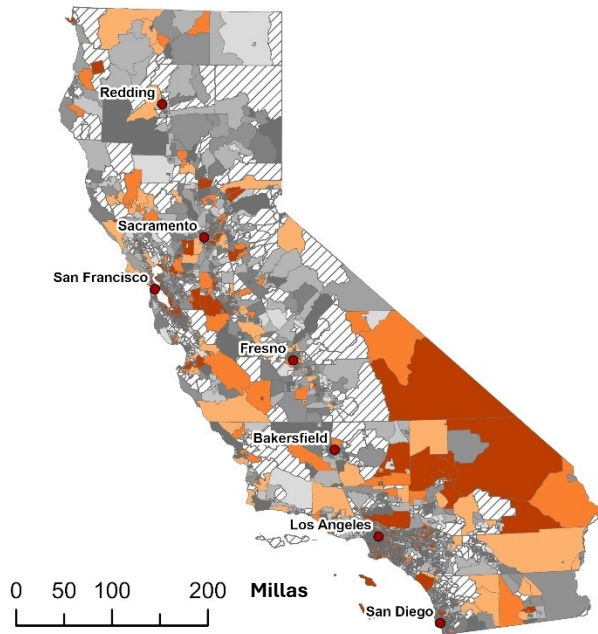 Redding
Sacramento
San Francisco
Fresno
Bakersfield
Los Angeles
San Diego
0 50 100 200 Millas